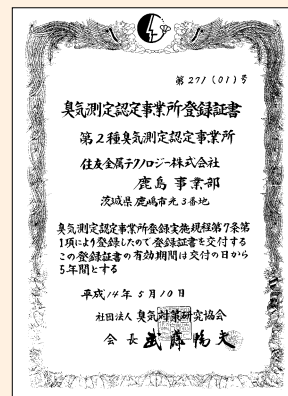 第271(01)号
臭気測定認定事業所登録証書
第2種臭気測定認定事業所
住友金属テクノロジー株式会社
鹿島事業部
茨城県鹿嶋市光3番地
臭気測定認定事業所登録実施規程第7条第
1項により登録したので登録証書を交付する
この登録証書の有効期間は交付の日から
5年間とする
平成14年5月10日
社団法人 臭気対策研究協会
会長 武藤暢夫